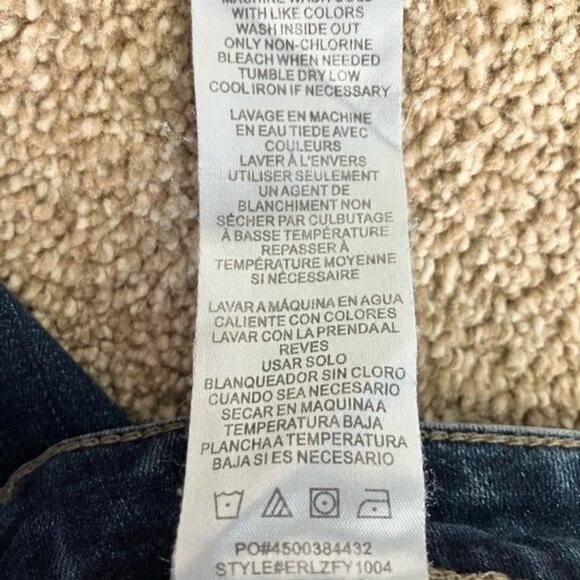 MACHINE WASH COLD
WITH LIKE COLORS
WASH INSIDE OUT
ONLY NON-CHLORINE
BLEACH WHEN NEEDED
TUMBLE DRY LOW
COOL IRON IF NECESSARY
LAVAGE EN MACHINE
EN EAU TIEDE AVEC
COULEURS
LAVER À L'ENVERS
UTILISER SEULEMENT
UN AGENT DE
BLANCHIMENT NON
SÉCHER PAR CULBUTAGE
À BASSE TEMPÉRATURE
REPASSER À
TEMPÉRATURE MOYENNE
SI NÉCESSAIRE
LAVAR A MÁQUINA EN AGUA
CALIENTE CON COLORES
LAVAR CON LA PRENDA AL
REVES
USAR SOLO
BLANQUEADOR SIN CLORO
CUANDO SEA NECESARIO
SECAR EN MAQUINA A
TEMPERATURA BAJA
PLANCHA A TEMPERATURA
BAJA SI ES NECESARIO
PO#4500384432
STYLE#ERLZFY1004